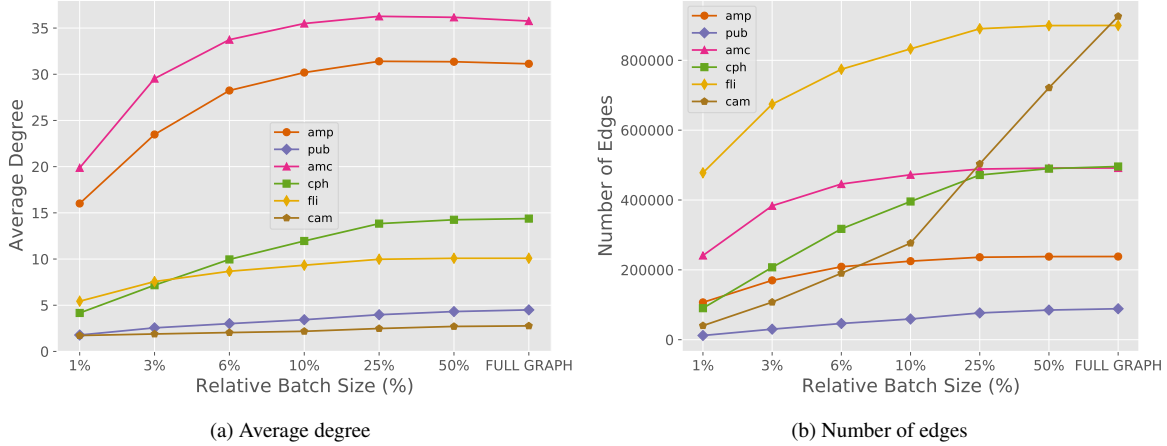 35
30
25
20
15
10
5
0
Average Degree
amp
pub
amc
cph
fli
cam
1% 3% 6% 10% 25% 50% FULL GRAPH
Relative Batch Size (%)
(a) Average degree
800000
600000
400000
200000
0
Number of Edges
amp
pub
amc
cph
fli
cam
1% 3% 6% 10% 25% 50% FULL GRAPH
Relative Batch Size (%)
(b) Number of edges